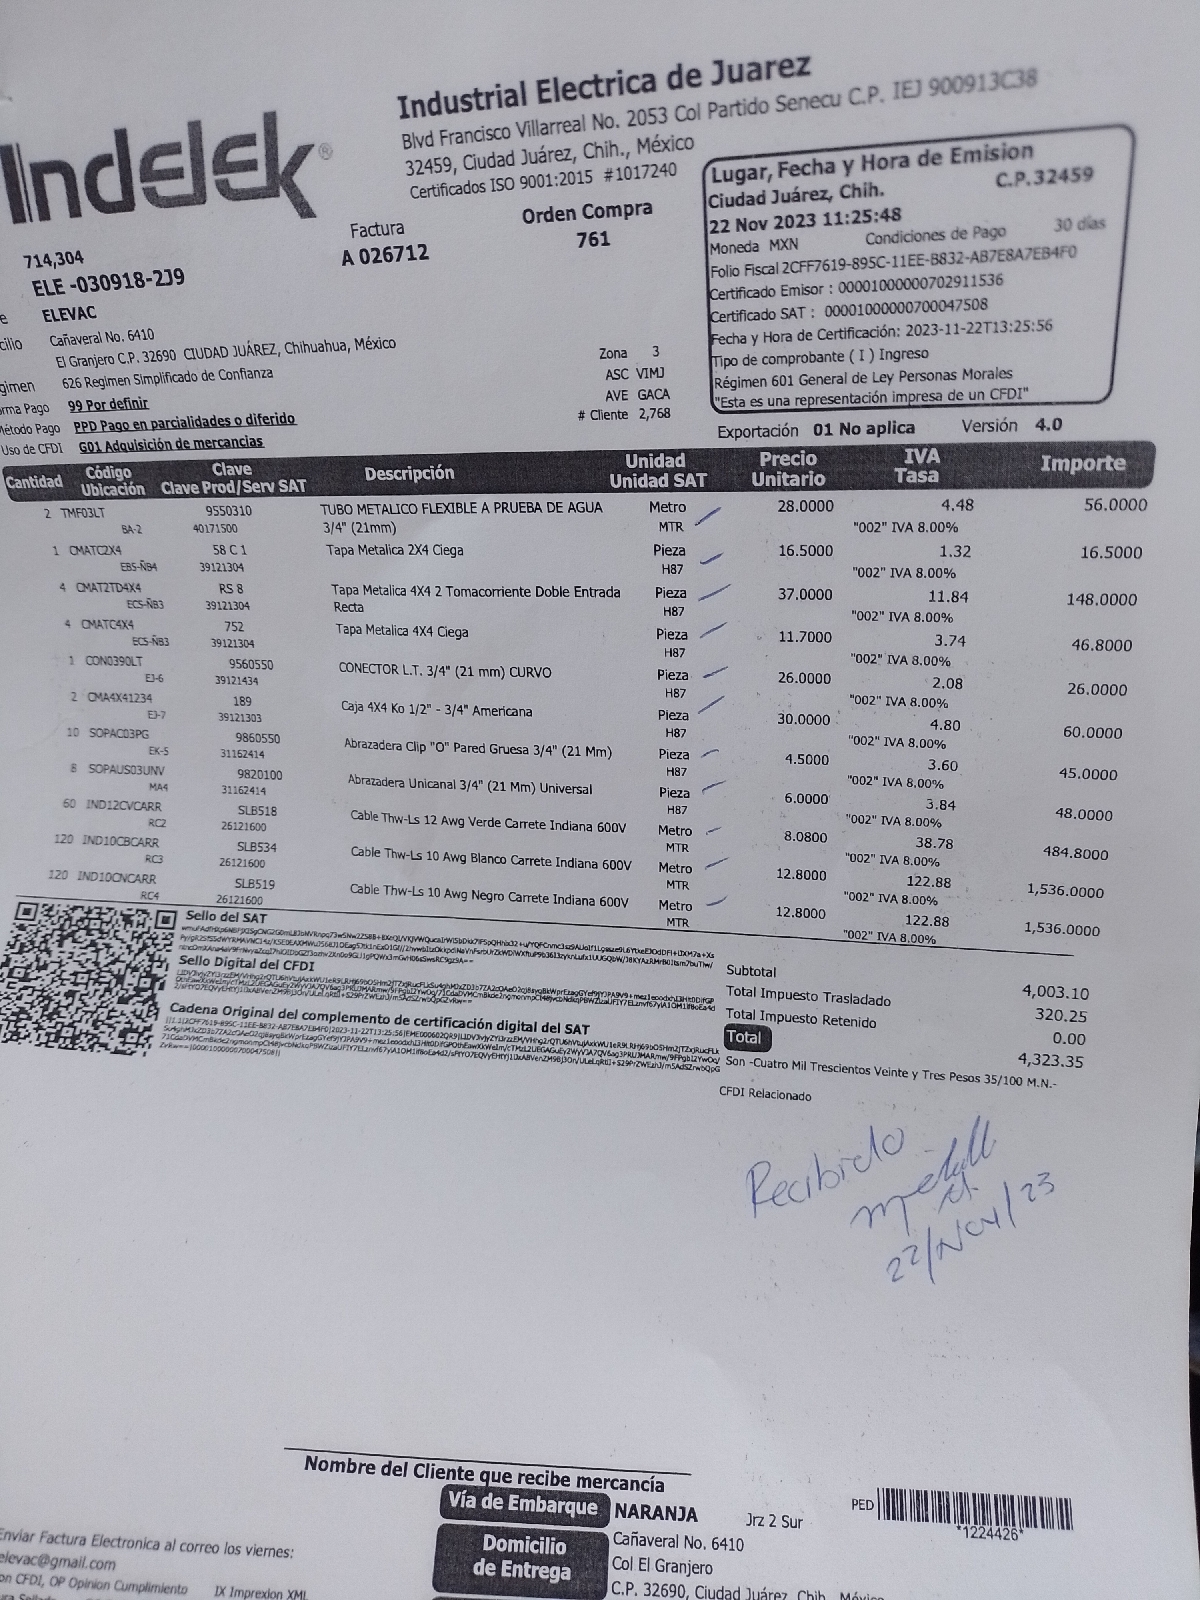 Indelek®
Industrial Electrica de Juarez
Blvd Francisco Villarreal No. 2053 Col Partido Senecu C.P. IEJ 900913C38
32459, Ciudad Juárez, Chih., México
Certificados ISO 9001:2015 #1017240
Factura
A 026712
Orden Compra
761
Lugar, Fecha y Hora de Emision
Ciudad Juárez, Chih. C.P.32459
22 Nov 2023 11:25:48
Moneda MXN Condiciones de Pago 30 días
Folio Fiscal 2CFF7619-895C-11EE-B832-AB7E8A7EB4F0
Certificado Emisor : 00001000000702911536
Certificado SAT : 00001000000700047508
Fecha y Hora de Certificación: 2023-11-22T13:25:56
Tipo de comprobante ( I ) Ingreso
Régimen 601 General de Ley Personas Morales
"Esta es una representación impresa de un CFDI"
714,304
ELE -030918-2J9
e ELEVAC
cilio Cañaveral No. 6410
El Granjero C.P. 32690 CIUDAD JUÁREZ, Chihuahua, México
gimen 626 Regimen Simplificado de Confianza
rma Pago 99 Por definir
Método Pago PPD Pago en parcialidades o diferido
Uso de CFDI G01 Adquisición de mercancias
Zona 3
ASC VIMJ
AVE GACA
# Cliente 2,768
Exportación 01 No aplica Versión 4.0
Cantidad Código Clave Descripción Unidad Precio IVA Importe
Ubicación Clave Prod/Serv SAT Unidad SAT Unitario Tasa
2 TMF03LT 9550310 TUBO METALICO FLEXIBLE A PRUEBA DE AGUA Metro 28.0000 4.48 56.0000
BA-2 40171500 3/4" (21mm) MTR "002" IVA 8.00%
1 CMATC2X4 58 C 1 Tapa Metalica 2X4 Ciega Pieza 16.5000 1.32 16.5000
EB5-ÑB4 39121304 H87 "002" IVA 8.00%
4 CMAT2TD4X4 RS 8 Tapa Metalica 4X4 2 Tomacorriente Doble Entrada Pieza 37.0000 11.84 148.0000
EC5-ÑB3 39121304 Recta H87 "002" IVA 8.00%
4 CMATC4X4 752 Tapa Metalica 4X4 Ciega Pieza 11.7000 3.74 46.8000
EC5-ÑB3 39121304 H87 "002" IVA 8.00%
1 CON0390LT 9560550 CONECTOR L.T. 3/4" (21 mm) CURVO Pieza 26.0000 2.08 26.0000
EJ-6 39121434 H87 "002" IVA 8.00%
2 CMA4X41234 189 Caja 4X4 Ko 1/2" - 3/4" Americana Pieza 30.0000 4.80 60.0000
EJ-7 39121303 H87 "002" IVA 8.00%
10 SOPAC03PG 9860550 Abrazadera Clip "O" Pared Gruesa 3/4" (21 Mm) Pieza 4.5000 3.60 45.0000
EK-5 31162414 H87 "002" IVA 8.00%
8 SOPAUS03UNV 9820100 Abrazadera Unicanal 3/4" (21 Mm) Universal Pieza 6.0000 3.84 48.0000
MA4 31162414 H87 "002" IVA 8.00%
60 IND12CVCARR SLB518 Cable Thw-Ls 12 Awg Verde Carrete Indiana 600V Metro 8.0800 38.78 484.8000
RC2 26121600 MTR "002" IVA 8.00%
120 IND10CBCARR SLB534 Cable Thw-Ls 10 Awg Blanco Carrete Indiana 600V Metro 12.8000 122.88 1,536.0000
RC3 26121600 MTR "002" IVA 8.00%
120 IND10CNCARR SLB519 Cable Thw-Ls 10 Awg Negro Carrete Indiana 600V Metro 12.8000 122.88 1,536.0000
RC4 26121600 MTR "002" IVA 8.00%
Sello del SAT
Sello Digital del CFDI
Cadena Original del complemento de certificación digital del SAT
Subtotal 4,003.10
Total Impuesto Trasladado 320.25
Total Impuesto Retenido 0.00
Total 4,323.35
Son -Cuatro Mil Trescientos Veinte y Tres Pesos 35/100 M.N.-
CFDI Relacionado
Recibido
22/Nov/23
Nombre del Cliente que recibe mercancía
Vía de Embarque NARANJA Jrz 2 Sur
PED *1224426*
Domicilio de Entrega
Cañaveral No. 6410
Col El Granjero
C.P. 32690, Ciudad Juárez, Chih., México
Enviar Factura Electronica al correo los viernes:
elevac@gmail.com
on CFDI, OP Opinion Cumplimiento IX Imprexion XML